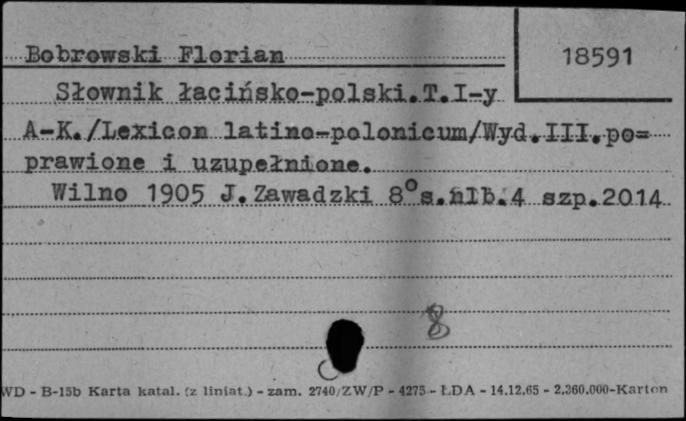 Bobrowski Florian
18591
Słownik łacińsko-polski.T.I-y
A-K./Lexicon latino-polonicum/Wyd.III.po=
prawione i uzupełnione.
Wilno 1905 J.Zawadzki 8° s.nlb.4 szp.2014
8
WD - B-15b Karta katal. (z liniat.) - zam. 2740/ZW/P - 4275 - ŁDA - 14.12.65 - 2.360.000-Karton